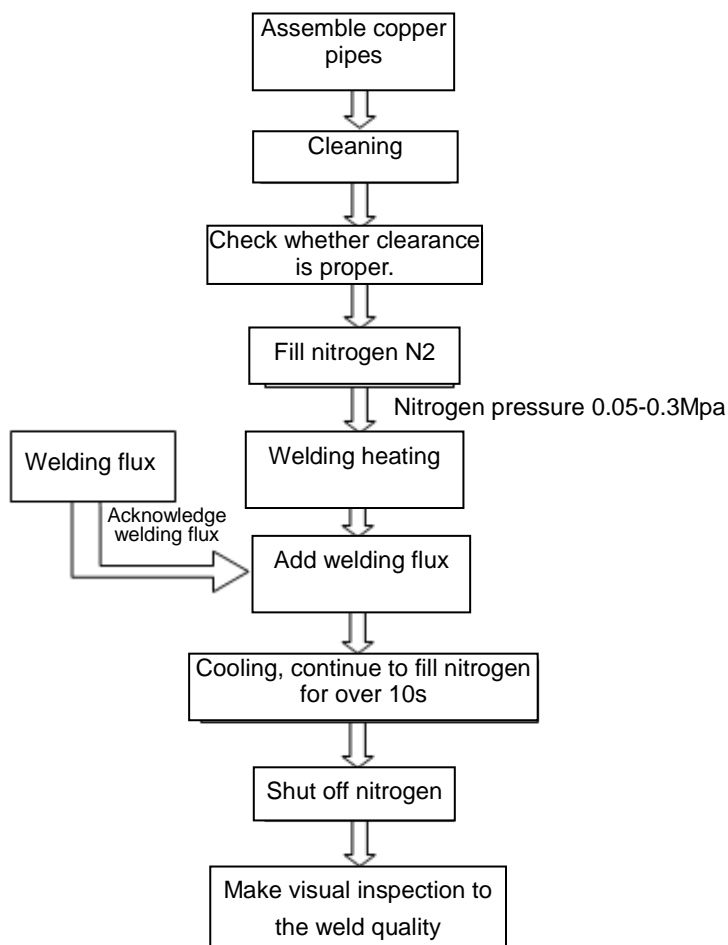 Assemble copper
pipes
Cleaning
Check whether clearance
is proper.
Fill nitrogen N2
Nitrogen pressure 0.05-0.3Mpa
Welding flux
Welding heating
Acknowledge
welding flux
Add welding flux
Cooling, continue to fill nitrogen
for over 10s
Shut off nitrogen
Make visual inspection to
the weld quality